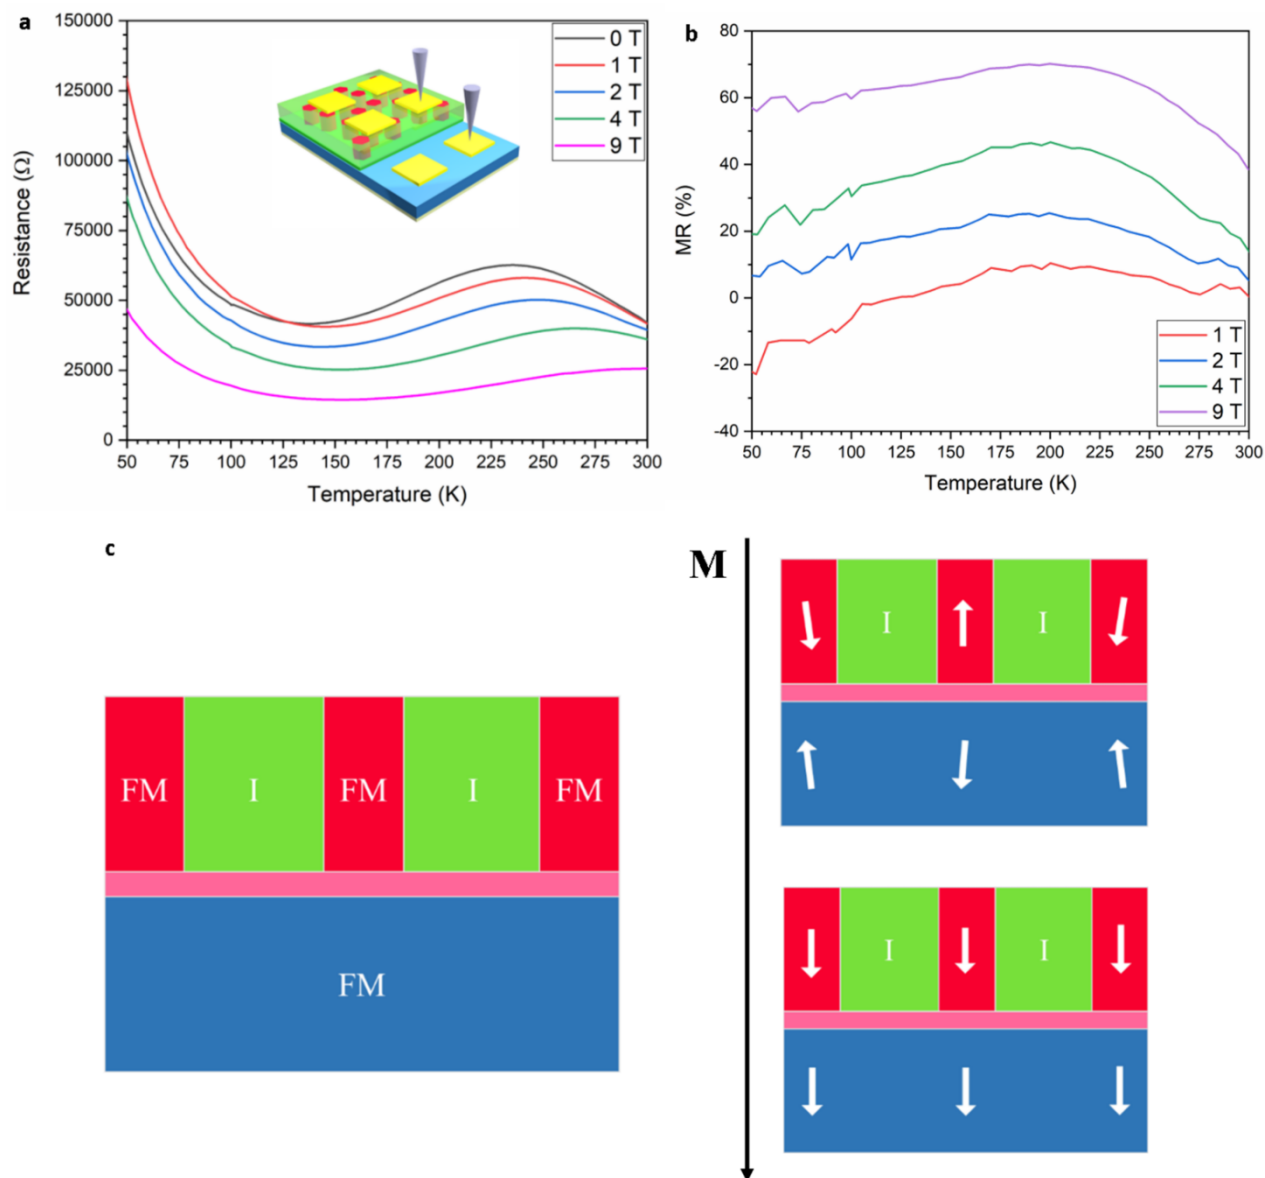 a
150000
125000
100000
75000
50000
25000
0
Resistance (Ω)
50 75 100 125 150 175 200 225 250 275 300
Temperature (K)
0 T
1 T
2 T
4 T
9 T
b
80
60
40
20
0
-20
-40
MR (%)
50 75 100 125 150 175 200 225 250 275 300
Temperature (K)
1 T
2 T
4 T
9 T
c
FM I FM I FM
FM
M
I I
I I